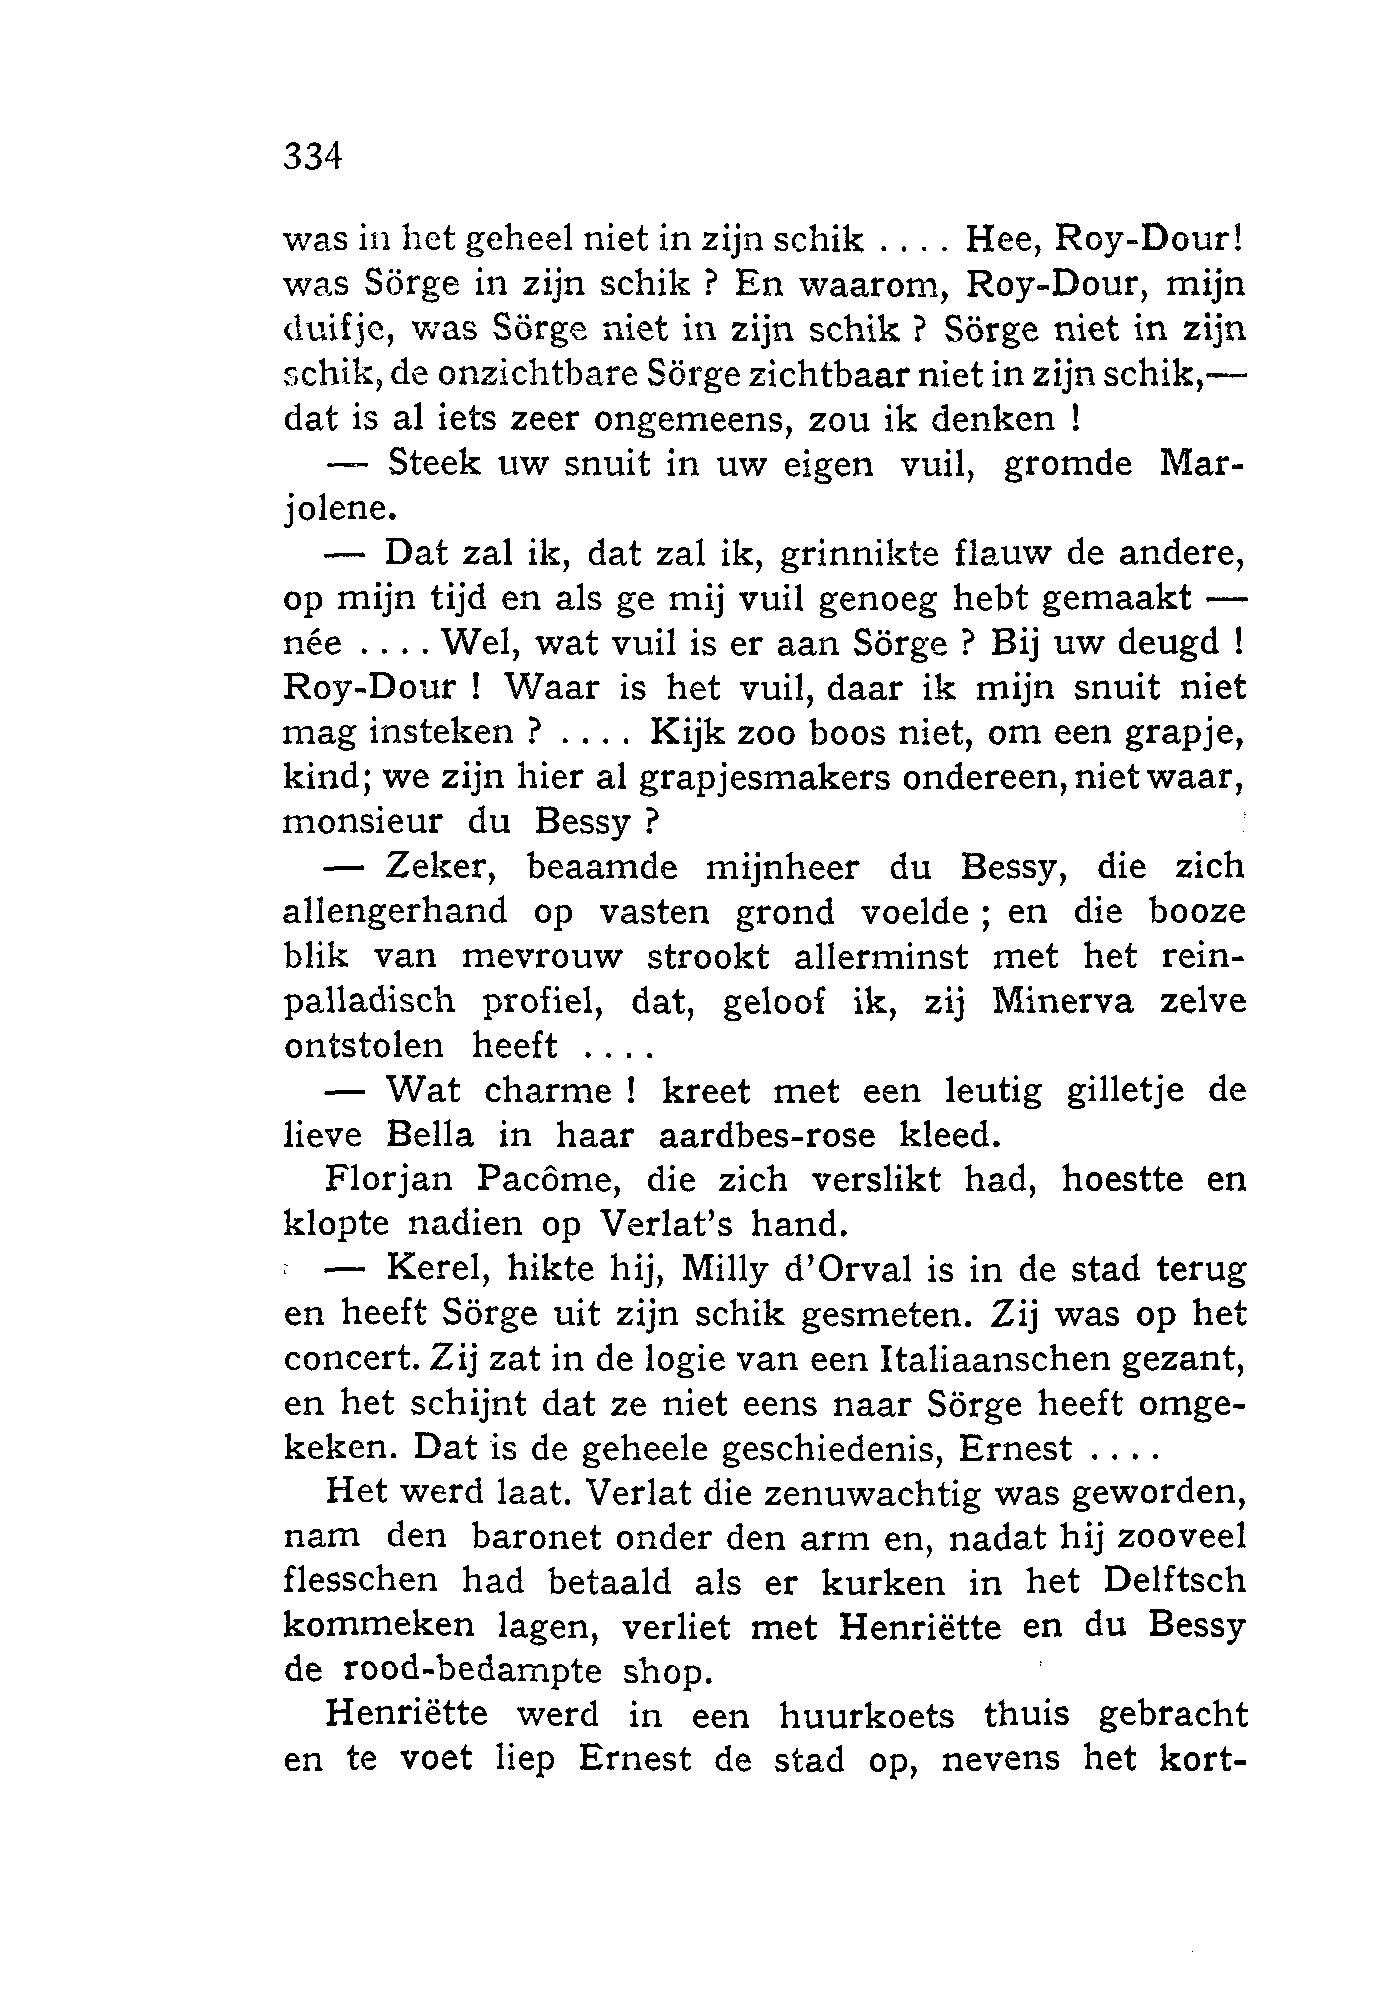 334
was in het geheel niet in zijn schik . . . . Hee, Roy-Dour!
was Sörge in zijn schik ? En waarom, Roy-Dour, mijn
duifje, was Sörge niet in zijn schik ? Sörge niet in zijn
schik, de onzichtbare Sörge zichtbaar niet in zijn schik,—
dat is al iets zeer ongemeens, zou ik denken !
— Steek uw snuit in uw eigen vuil, gromde Mar-
jolene.
— Dat zal ik, dat zal ik, grinnikte flauw de andere,
op mijn tijd en als ge mij vuil genoeg hebt gemaakt —
née . . . . Wel, wat vuil is er aan Sörge ? Bij uw deugd !
Roy-Dour ! Waar is het vuil, daar ik mijn snuit niet
mag insteken ? . . . . Kijk zoo boos niet, om een grapje,
kind; we zijn hier al grapjesmakers ondereen, niet waar,
monsieur du Bessy ?
— Zeker, beaamde mijnheer du Bessy, die zich
allengerhand op vasten grond voelde ; en die booze
blik van mevrouw strookt allerminst met het rein-
palladisch profiel, dat, geloof ik, zij Minerva zelve
ontstolen heeft . . . .
— Wat charme ! kreet met een leutig gilletje de
lieve Bella in haar aardbes-rose kleed.
Florjan Pacôme, die zich verslikt had, hoestte en
klopte nadien op Verlat's hand.
— Kerel, hikte hij, Milly d'Orval is in de stad terug
en heeft Sörge uit zijn schik gesmeten. Zij was op het
concert. Zij zat in de logie van een Italiaanschen gezant,
en het schijnt dat ze niet eens naar Sörge heeft omge-
keken. Dat is de geheele geschiedenis, Ernest . . . .
Het werd laat. Verlat die zenuwachtig was geworden,
nam den baronet onder den arm en, nadat hij zooveel
flesschen had betaald als er kurken in het Delftsch
kommeken lagen, verliet met Henriëtte en du Bessy
de rood-bedampte shop.
Henriëtte werd in een huurkoets thuis gebracht
en te voet liep Ernest de stad op, nevens het kort-